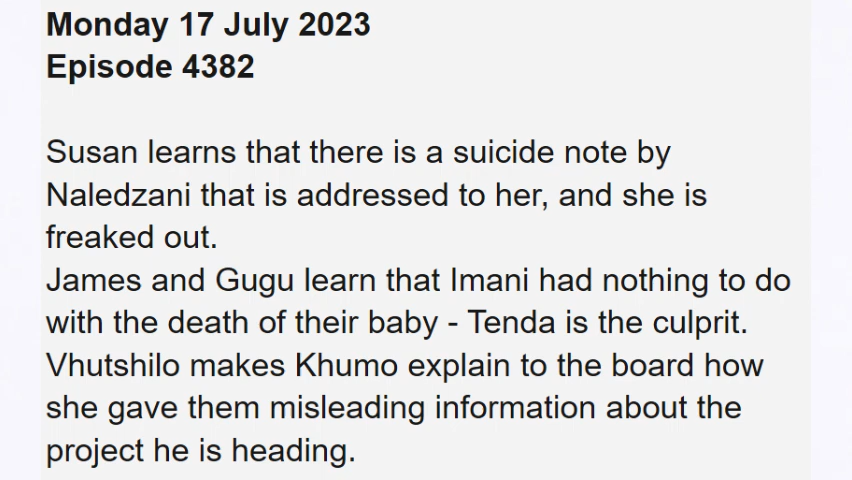 Monday 17 July 2023
Episode 4382
Susan learns that there is a suicide note by
Naledzani that is addressed to her, and she is
freaked out.
James and Gugu learn that Imani had nothing to do
with the death of their baby - Tenda is the culprit.
Vhutshilo makes Khumo explain to the board how
she gave them misleading information about the
project he is heading.